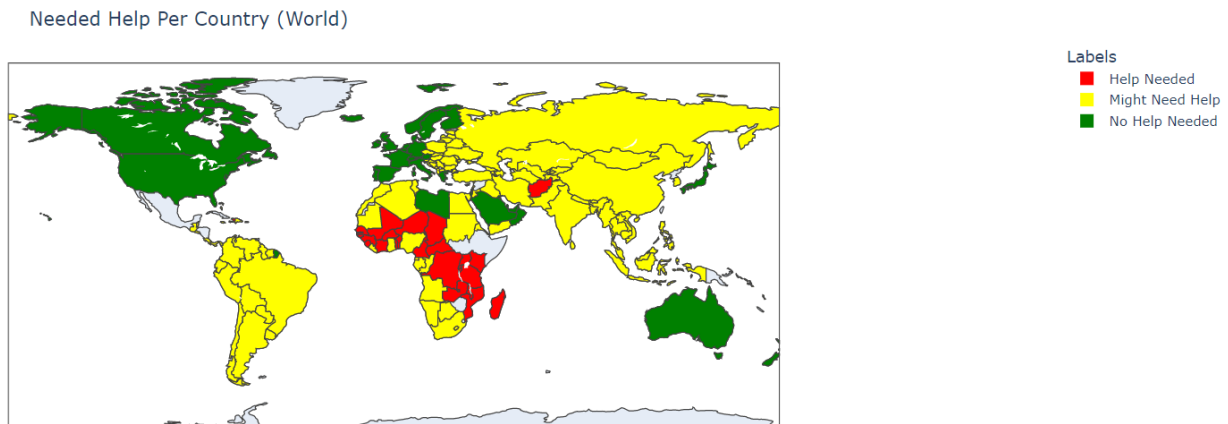 Needed Help Per Country (World)
Labels
Help Needed
Might Need Help
No Help Needed